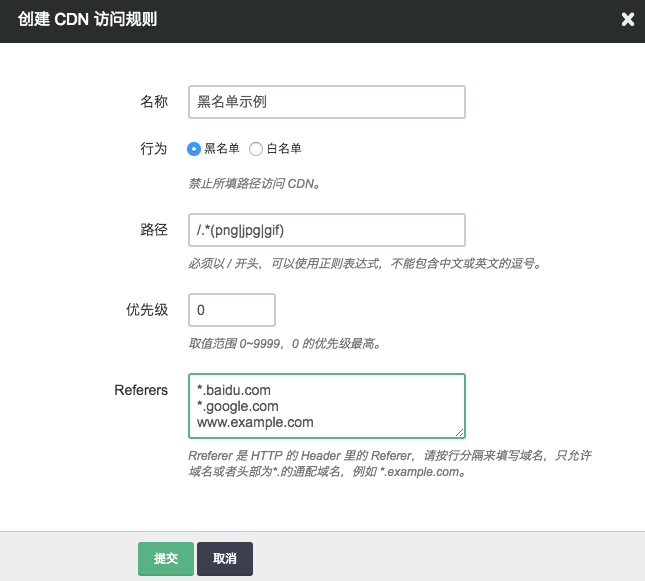 创建 CDN 访问规则
名称
黑名单示例
行为
黑名单 白名单
禁止所填路径访问 CDN。
路径
/.*(png|jpg|gif)
必须以 / 开头，可以使用正则表达式，不能包含中文或英文的逗号。
优先级
0
取值范围 0~9999，0 的优先级最高。
Referers
*.baidu.com
*.google.com
www.example.com
Rreferer 是 HTTP 的 Header 里的 Referer，请按行分隔来填写域名，只允许
域名或者头部为*.的通配域名，例如 *.example.com。
提交 取消